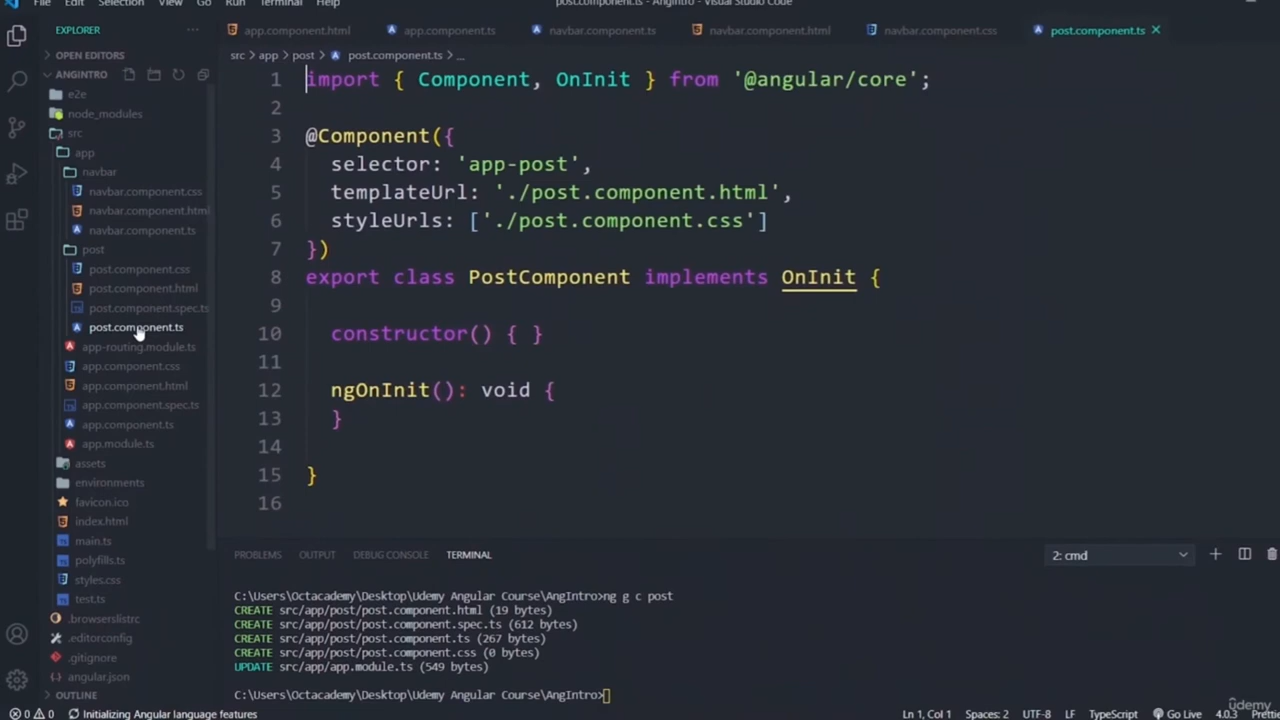 File Edit Selection View Go Run Terminal Help post.component.ts - AngIntro - Visual Studio Code
EXPLORER ...
app.component.html app.component.ts navbar.component.ts navbar.component.html navbar.component.css post.component.ts
OPEN EDITORS
src > app > post > post.component.ts > ...
ANGINTRO
e2e
node_modules
src
app
navbar
navbar.component.css
navbar.component.html
navbar.component.ts
post
post.component.css
post.component.html
post.component.spec.ts
post.component.ts
app-routing.module.ts
app.component.css
app.component.html
app.component.spec.ts
app.component.ts
app.module.ts
assets
environments
favicon.ico
index.html
main.ts
polyfills.ts
styles.css
test.ts
.browserslistrc
.editorconfig
.gitignore
angular.json
OUTLINE
1 import { Component, OnInit } from '@angular/core';
2
3 @Component({
4 selector: 'app-post',
5 templateUrl: './post.component.html',
6 styleUrls: ['./post.component.css']
7 })
8 export class PostComponent implements OnInit {
9
10 constructor() { }
11
12 ngOnInit(): void {
13 }
14
15 }
16
PROBLEMS OUTPUT DEBUG CONSOLE TERMINAL 2: cmd
C:\Users\Octacademy\Desktop\Udemy Angular Course\AngIntro>ng g c post
CREATE src/app/post/post.component.html (19 bytes)
CREATE src/app/post/post.component.spec.ts (612 bytes)
CREATE src/app/post/post.component.ts (267 bytes)
CREATE src/app/post/post.component.css (0 bytes)
UPDATE src/app/app.module.ts (549 bytes)
C:\Users\Octacademy\Desktop\Udemy Angular Course\AngIntro>
udemy
0 0 Initializing Angular language features Ln 1, Col 1 Spaces: 2 UTF-8 LF TypeScript Go Live 4.0.3